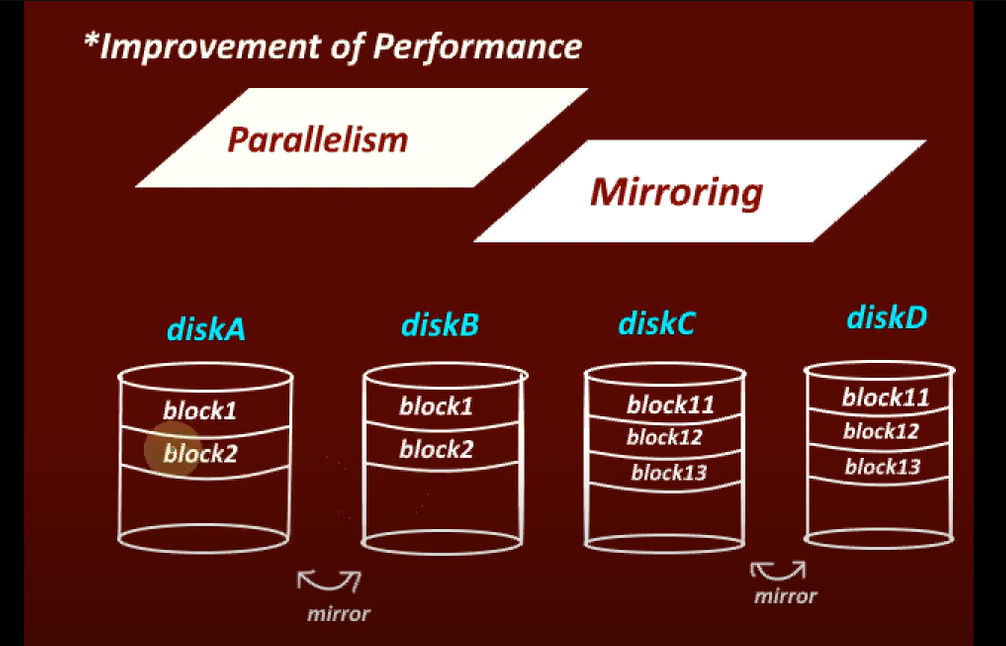 *Improvement of Performance
Parallelism
Mirroring
diskA
diskB
diskC
diskD
block1
block2
block1
block2
block11
block12
block13
block11
block12
block13
mirror
mirror